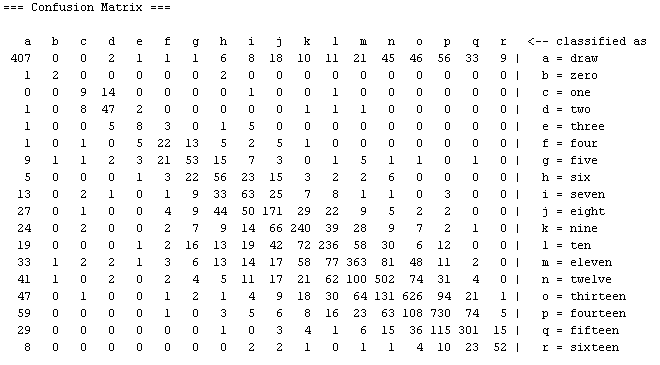 === Confusion Matrix ===
a b c d e f g h i j k l m n o p q r <-- classified as
407 0 0 2 1 1 1 6 8 18 10 11 21 45 46 56 33 9 | a = draw
1 2 0 0 0 0 0 2 0 0 0 0 0 0 0 0 0 0 | b = zero
0 0 9 14 0 0 0 0 1 0 0 1 0 0 0 0 0 0 | c = one
1 0 8 47 2 0 0 0 0 0 1 1 1 0 0 0 0 0 | d = two
1 0 0 5 8 3 0 1 5 0 0 0 0 0 0 0 0 0 | e = three
1 0 1 0 5 22 13 5 2 5 1 0 0 0 0 0 0 0 | f = four
9 1 1 2 3 21 53 15 7 3 0 1 5 1 1 0 1 0 | g = five
5 0 0 0 1 3 22 56 23 15 3 2 2 6 0 0 0 0 | h = six
13 0 2 1 0 1 9 33 63 25 7 8 1 1 0 3 0 0 | i = seven
27 0 1 0 0 4 9 44 50 171 29 22 9 5 2 2 0 0 | j = eight
24 0 2 0 0 2 7 9 14 66 240 39 28 9 7 2 1 0 | k = nine
19 0 0 0 1 2 16 13 19 42 72 236 58 30 6 12 0 0 | l = ten
33 1 2 2 1 3 6 13 14 17 58 77 363 81 48 11 2 0 | m = eleven
41 1 0 2 0 2 4 5 11 17 21 62 100 502 74 31 4 0 | n = twelve
47 0 1 0 0 1 2 1 4 9 18 30 64 131 626 94 21 1 | o = thirteen
59 0 0 0 0 1 0 3 5 6 8 16 23 63 108 730 74 5 | p = fourteen
29 0 0 0 0 0 0 1 0 3 4 1 6 15 36 115 301 15 | q = fifteen
8 0 0 0 0 0 0 0 2 2 1 0 1 1 4 10 23 52 | r = sixteen